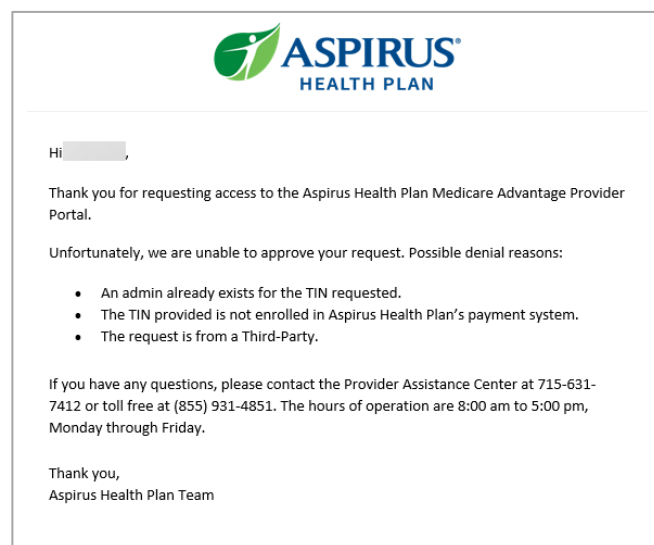 ASPIRUS®
HEALTH PLAN
Hi ,
Thank you for requesting access to the Aspirus Health Plan Medicare Advantage Provider
Portal.
Unfortunately, we are unable to approve your request. Possible denial reasons:
• An admin already exists for the TIN requested.
• The TIN provided is not enrolled in Aspirus Health Plan’s payment system.
• The request is from a Third-Party.
If you have any questions, please contact the Provider Assistance Center at 715-631-
7412 or toll free at (855) 931-4851. The hours of operation are 8:00 am to 5:00 pm,
Monday through Friday.
Thank you,
Aspirus Health Plan Team